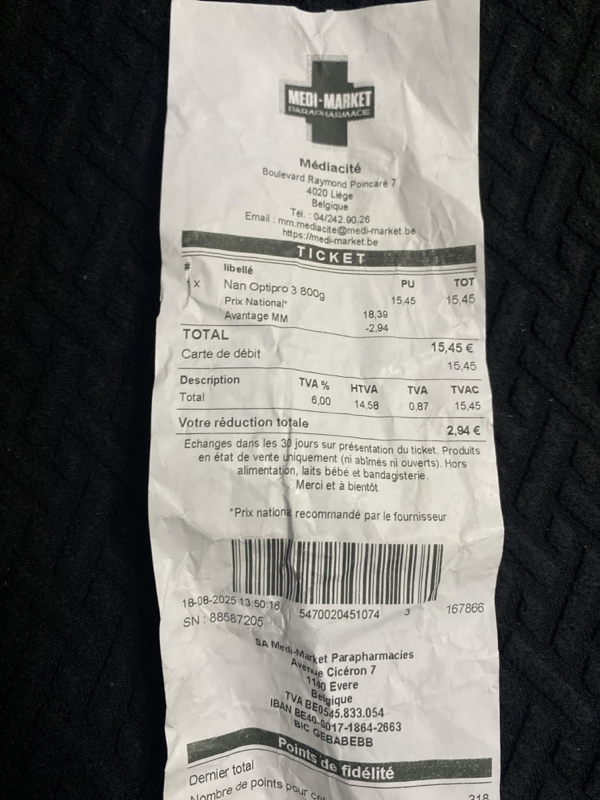 MEDI-MARKET
PARAPHARMACIE
Médiacité
Boulevard Raymond Poincaré 7
4020 Liège
Belgique
Tél. : 04/242.90.26
Email : mm.mediacite@medi-market.be
https://medi-market.be
TICKET
# libellé PU TOT
1 x Nan Optipro 3 800g 15,45 15,45
Prix National* 18,39
Avantage MM -2,94
TOTAL 15,45 €
Carte de débit 15,45
Description TVA % HTVA TVA TVAC
Total 6,00 14,58 0,87 15,45
Votre réduction totale 2,94 €
Echanges dans les 30 jours sur présentation du ticket. Produits
en état de vente uniquement (ni abîmés ni ouverts). Hors
alimentation, laits bébé et bandagisterie.
Merci et à bientôt
*Prix national recommandé par le fournisseur
18-08-2025 13:50:16 5470020451074 3 167866
SN : 88587205
SA Medi-Market Parapharmacies
Avenue Cicéron 7
1140 Evere
Belgique
TVA BE0545.833.054
IBAN BE40-0017-1864-2663
BIC GEBABEBB
Points de fidélité
Dernier total 318
Nombre de points pour